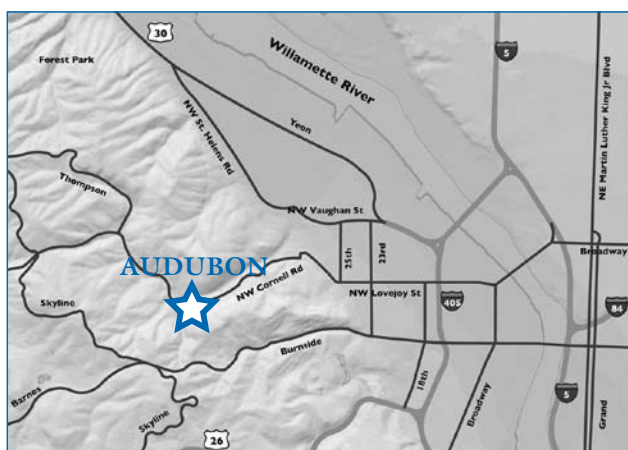 30
5
Forest Park
Willamette River
NE Martin Luther King Jr Blvd
Yeon
NW St. Helens Rd
Thompson
NW Vaughan St
25th
23rd
Broadway
AUDUBON
NW Cornell Rd
NW Lovejoy St
Skyline
405
84
Burnside
18th
Barnes
Broadway
5
Grand
Skyline
26